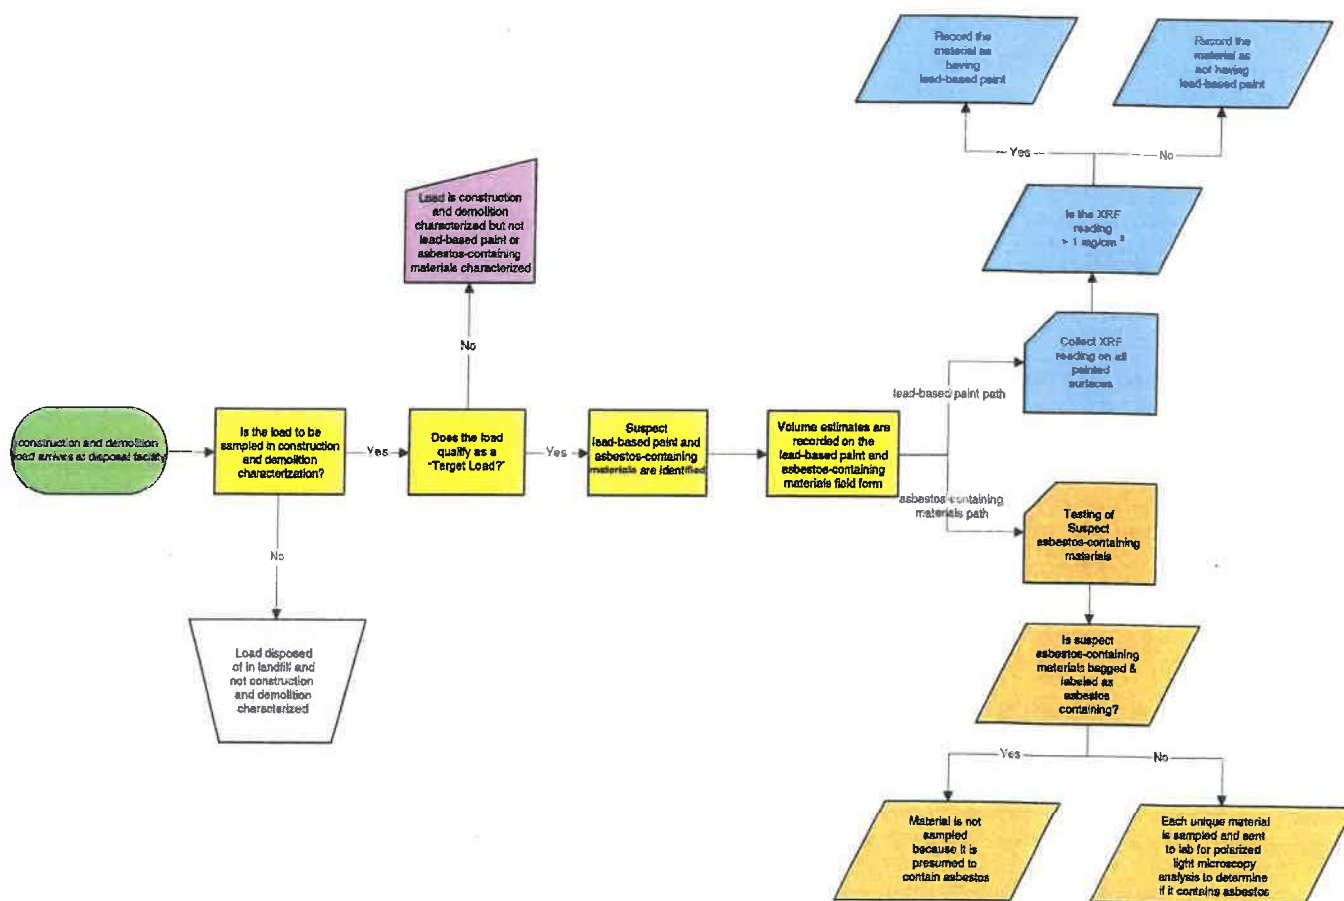 Record the
material as
having
lead-based paint
Record the
material as
not having
lead-based paint
Yes
No
Load is construction
and demolition
characterized but not
lead-based paint or
asbestos-containing
materials characterized
Is the XRF
reading
> 1 mg/cm²
No
Collect XRF
reading on all
painted
surfaces
lead-based paint path
construction and demolition
load arrives at disposal facility
Is the load to be
sampled in construction
and demolition
characterization?
Yes
Does the load
qualify as a
"Target Load?"
Yes
Suspect
lead-based paint and
asbestos-containing
materials are identified
Volume estimates are
recorded on the
lead-based paint and
asbestos-containing
materials field form
asbestos-containing
materials path
Testing of
Suspect
asbestos-containing
materials
No
Load disposed
of in landfill and
not construction
and demolition
characterized
Is suspect
asbestos-containing
materials bagged &
labeled as
asbestos
containing?
Yes
No
Material is not
sampled
because it is
presumed to
contain asbestos
Each unique material
is sampled and sent
to lab for polarized
light microscopy
analysis to determine
if it contains asbestos